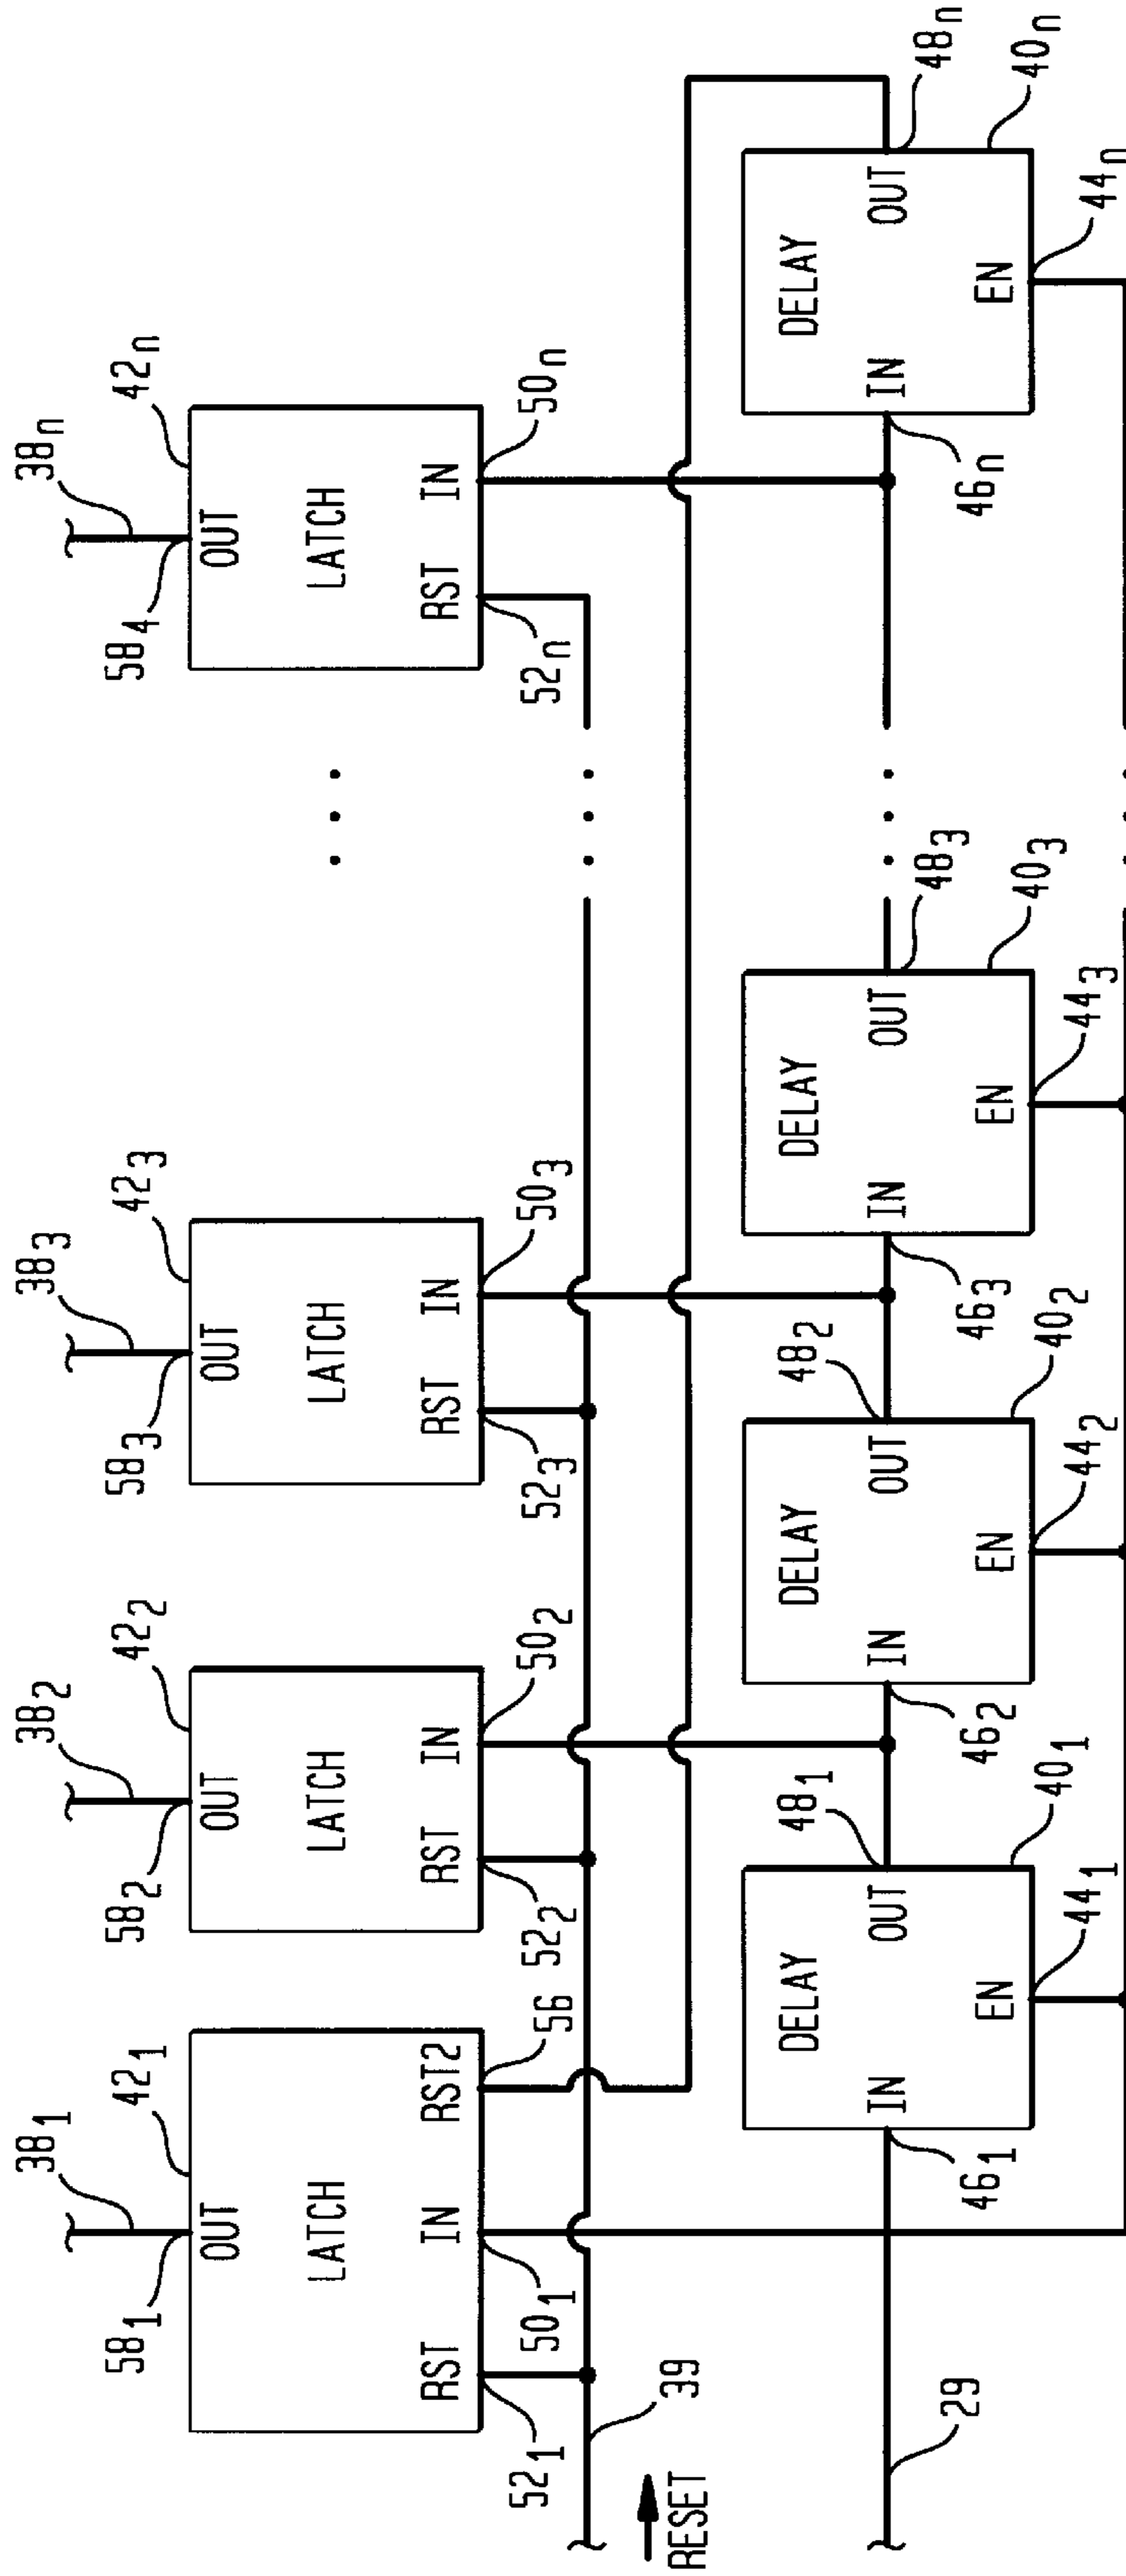 38₁
38₂
38₃
38ₙ
58₁
42₁
58₂
42₂
58₃
42₃
58₄
42ₙ
OUT
OUT
OUT
OUT
LATCH
LATCH
LATCH
LATCH
RST
IN
RST2
RST
IN
RST
IN
RST
IN
52₁
50₁
56
52₂
50₂
52₃
50₃
52ₙ
50ₙ
39
RESET
29
46₁
48₁
46₂
48₂
46₃
48₃
46ₙ
48ₙ
DELAY
DELAY
DELAY
DELAY
IN
OUT
IN
OUT
IN
OUT
IN
OUT
EN
EN
EN
EN
44₁
40₁
44₂
40₂
44₃
40₃
44ₙ
40ₙ